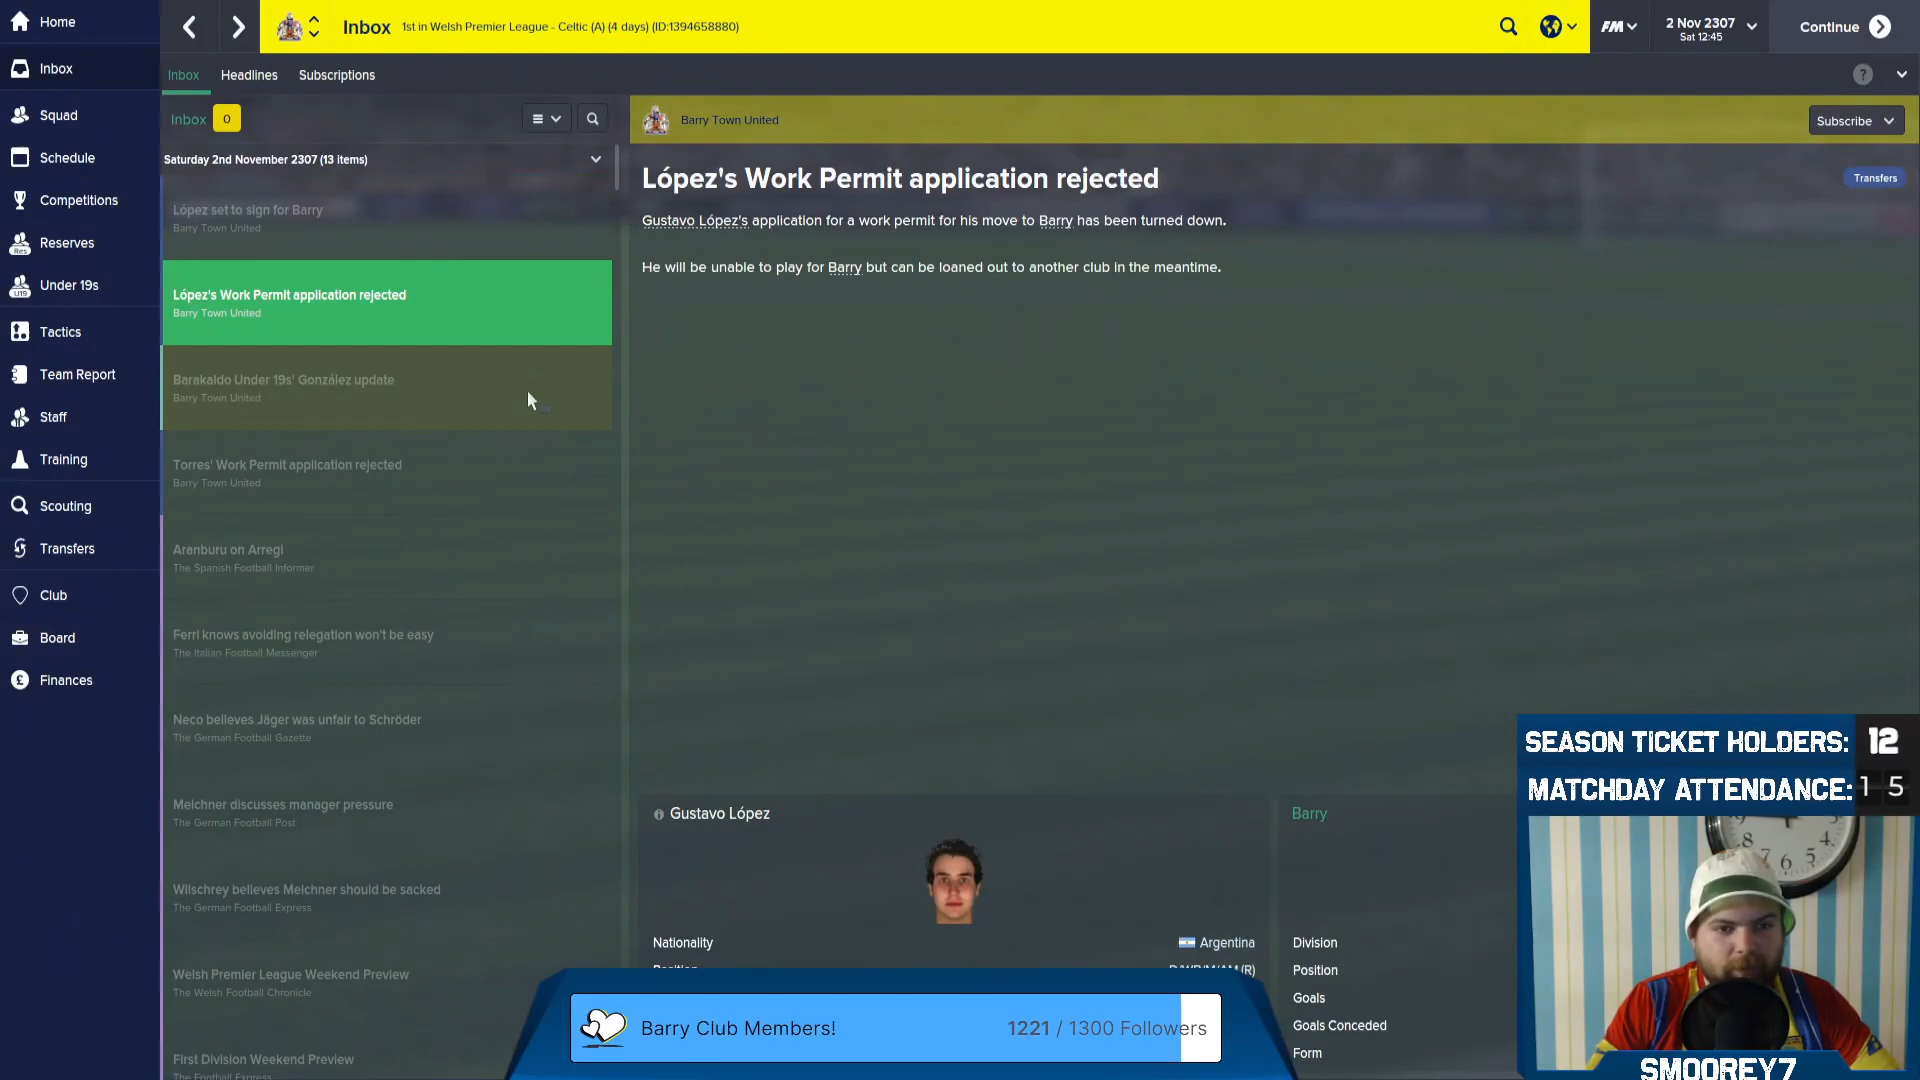 Home
Inbox
Squad
Schedule
Competitions
Reserves
Under 19s
Tactics
Team Report
Staff
Training
Scouting
Transfers
Club
Board
Finances
Inbox 1st in Welsh Premier League - Celtic (A) (4 days) (ID:1394658880)
FM
2 Nov 2307
Sat 12:45
Continue
Inbox Headlines Subscriptions
Inbox 0
Saturday 2nd November 2307 (13 items)
López set to sign for Barry
Barry Town United
López's Work Permit application rejected
Barry Town United
Barakaldo Under 19s' González update
Barry Town United
Torres' Work Permit application rejected
Barry Town United
Aranburu on Arregi
The Spanish Football Informer
Ferri knows avoiding relegation won't be easy
The Italian Football Messenger
Neco believes Jäger was unfair to Schröder
The German Football Gazette
Melchner discusses manager pressure
The German Football Post
Wilschrey believes Melchner should be sacked
The German Football Express
Welsh Premier League Weekend Preview
The Welsh Football Chronicle
First Division Weekend Preview
The Football Express
Barry Town United
Subscribe
López's Work Permit application rejected
Transfers
Gustavo López's application for a work permit for his move to Barry has been turned down.
He will be unable to play for Barry but can be loaned out to another club in the meantime.
Gustavo López
Nationality Argentina
Position D/WB/M/AM (R)
Barry
Division
Position
Goals
Goals Conceded
Form
SEASON TICKET HOLDERS: 12
MATCHDAY ATTENDANCE: 15
Barry Club Members! 1221 / 1300 Followers
SMOOREY7